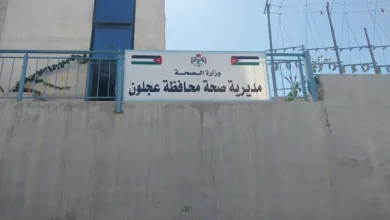 وزارة الصحة
مديرية صحة محافظة عجلون